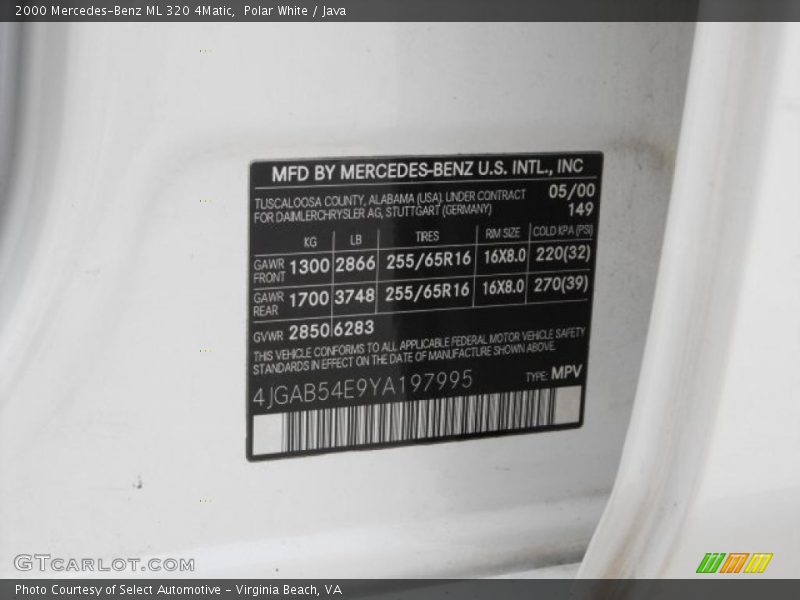 2000 Mercedes-Benz ML 320 4Matic,  Polar White / Java
MFD BY MERCEDES-BENZ U.S. INTL., INC
TUSCALOOSA COUNTY, ALABAMA (USA). UNDER CONTRACT 05/00
FOR DAIMLERCHRYSLER AG, STUTTGART (GERMANY) 149
KG LB TIRES RIM SIZE COLD KPA (PSI)
GAWR FRONT 1300 2866 255/65R16 16X8.0 220(32)
GAWR REAR 1700 3748 255/65R16 16X8.0 270(39)
GVWR 2850 6283
THIS VEHICLE CONFORMS TO ALL APPLICABLE FEDERAL MOTOR VEHICLE SAFETY
STANDARDS IN EFFECT ON THE DATE OF MANUFACTURE SHOWN ABOVE.
4JGAB54E9YA197995 TYPE: MPV
GTcarlot.com
Photo Courtesy of Select Automotive - Virginia Beach, VA